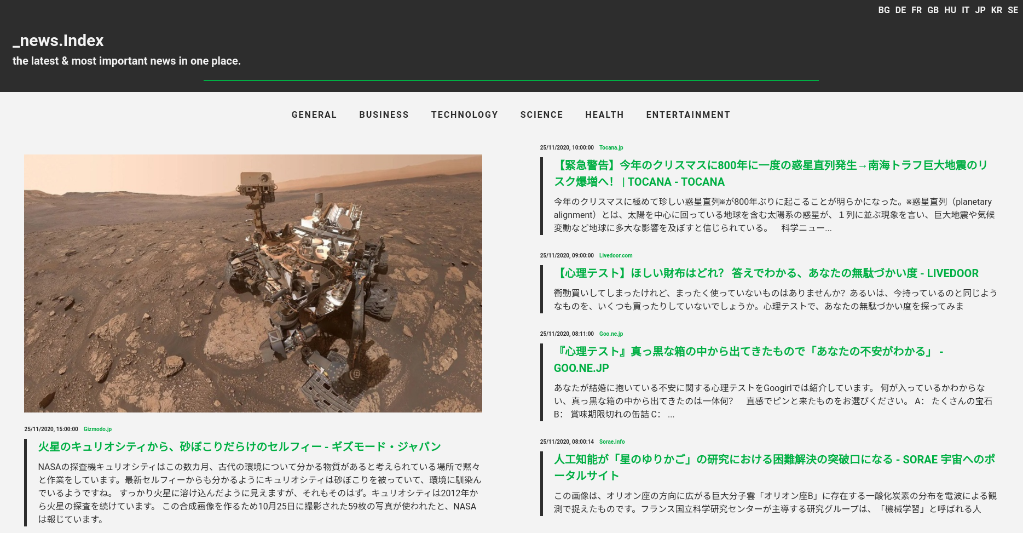 BG DE FR GB HU IT JP KR SE
_news.Index
the latest & most important news in one place.
GENERAL BUSINESS TECHNOLOGY SCIENCE HEALTH ENTERTAINMENT
25/11/2020, 15:00:00 Gizmodo.jp
火星のキュリオシティから、砂ぼこりだらけのセルフィー - ギズモード・ジャパン
NASAの探査機キュリオシティはこの数カ月、古代の環境について分かる物質があると考えられている場所で黙々
と作業をしています。最新セルフィーからも分かるようにキュリオシティは砂ぼこりを被っていて、環境に馴染ん
でいるようですね。 すっかり火星に溶け込んだように見えますが、それもそのはず。キュリオシティは2012年か
ら火星の探査を続けています。 この合成画像を作るため10月25日に撮影された59枚の写真が使われたと、NASA
は報じています。
25/11/2020, 10:00:00 Tocana.jp
【緊急警告】今年のクリスマスに800年に一度の惑星直列発生→南海トラフ巨大地震のリ
スク爆増へ！ | TOCANA - TOCANA
今年のクリスマスに極めて珍しい惑星直列※が800年ぶりに起こることが明らかになった。※惑星直列（planetary
alignment）とは、太陽を中心に回っている地球を含む太陽系の惑星が、１列に並ぶ現象を言い、巨大地震や気候
変動など地球に多大な影響を及ぼすと信じられている。 科学ニュー...
25/11/2020, 09:00:00 Livedoor.com
【心理テスト】ほしい財布はどれ？ 答えでわかる、あなたの無駄づかい度 - LIVEDOOR
衝動買いしてしまったけれど、まったく使っていないものはありませんか？あるいは、今持っているのと同じよう
なものを、いくつも買ったりしていないでしょうか。心理テストで、あなたの無駄づかい度を探ってみま
25/11/2020, 08:11:00 Goo.ne.jp
『心理テスト』真っ黒な箱の中から出てきたもので「あなたの不安がわかる」 -
GOO.NE.JP
あなたが結婚に抱いている不安に関する心理テストをGoogirlでは紹介しています。 何が入っているかわからな
い、真っ黒な箱の中から出てきたのは一体何？ 直感でピンと来たものをお選びください。 A： たくさんの宝石
B： 賞味期限切れの缶詰 C： ...
25/11/2020, 08:00:14 Sorae.info
人工知能が「星のゆりかご」の研究における困難解決の突破口になる - SORAE 宇宙へのポ
ータルサイト
この画像は、オリオン座の方向に広がる巨大分子雲「オリオン座B」に存在する一酸化炭素の分布を電波による観
測で捉えたものです。フランス国立科学研究センターが主導する研究グループは、「機械学習」と呼ばれる人